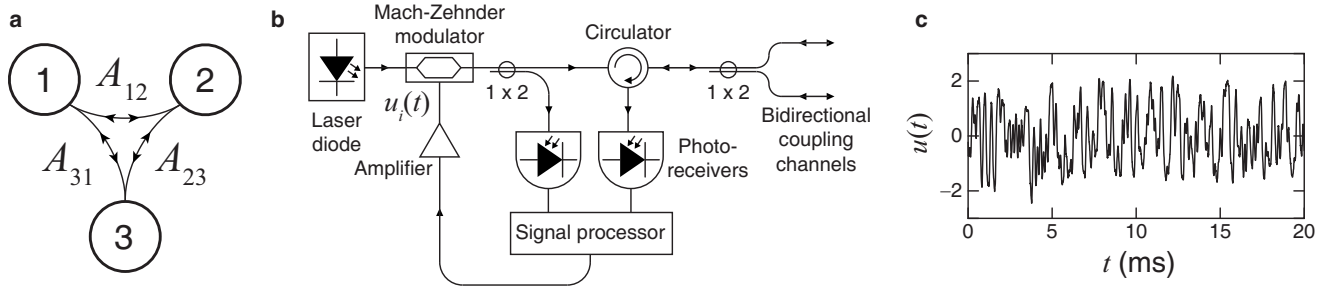 a
1
2
A12
A31
A23
3
b
Mach-Zehnder
modulator
Circulator
ui(t)
1 x 2
1 x 2
Laser
diode
Amplifier
Photo-
receivers
Bidirectional
coupling
channels
Signal processor
c
u(t)
2
0
−2
0 5 10 15 20
t (ms)